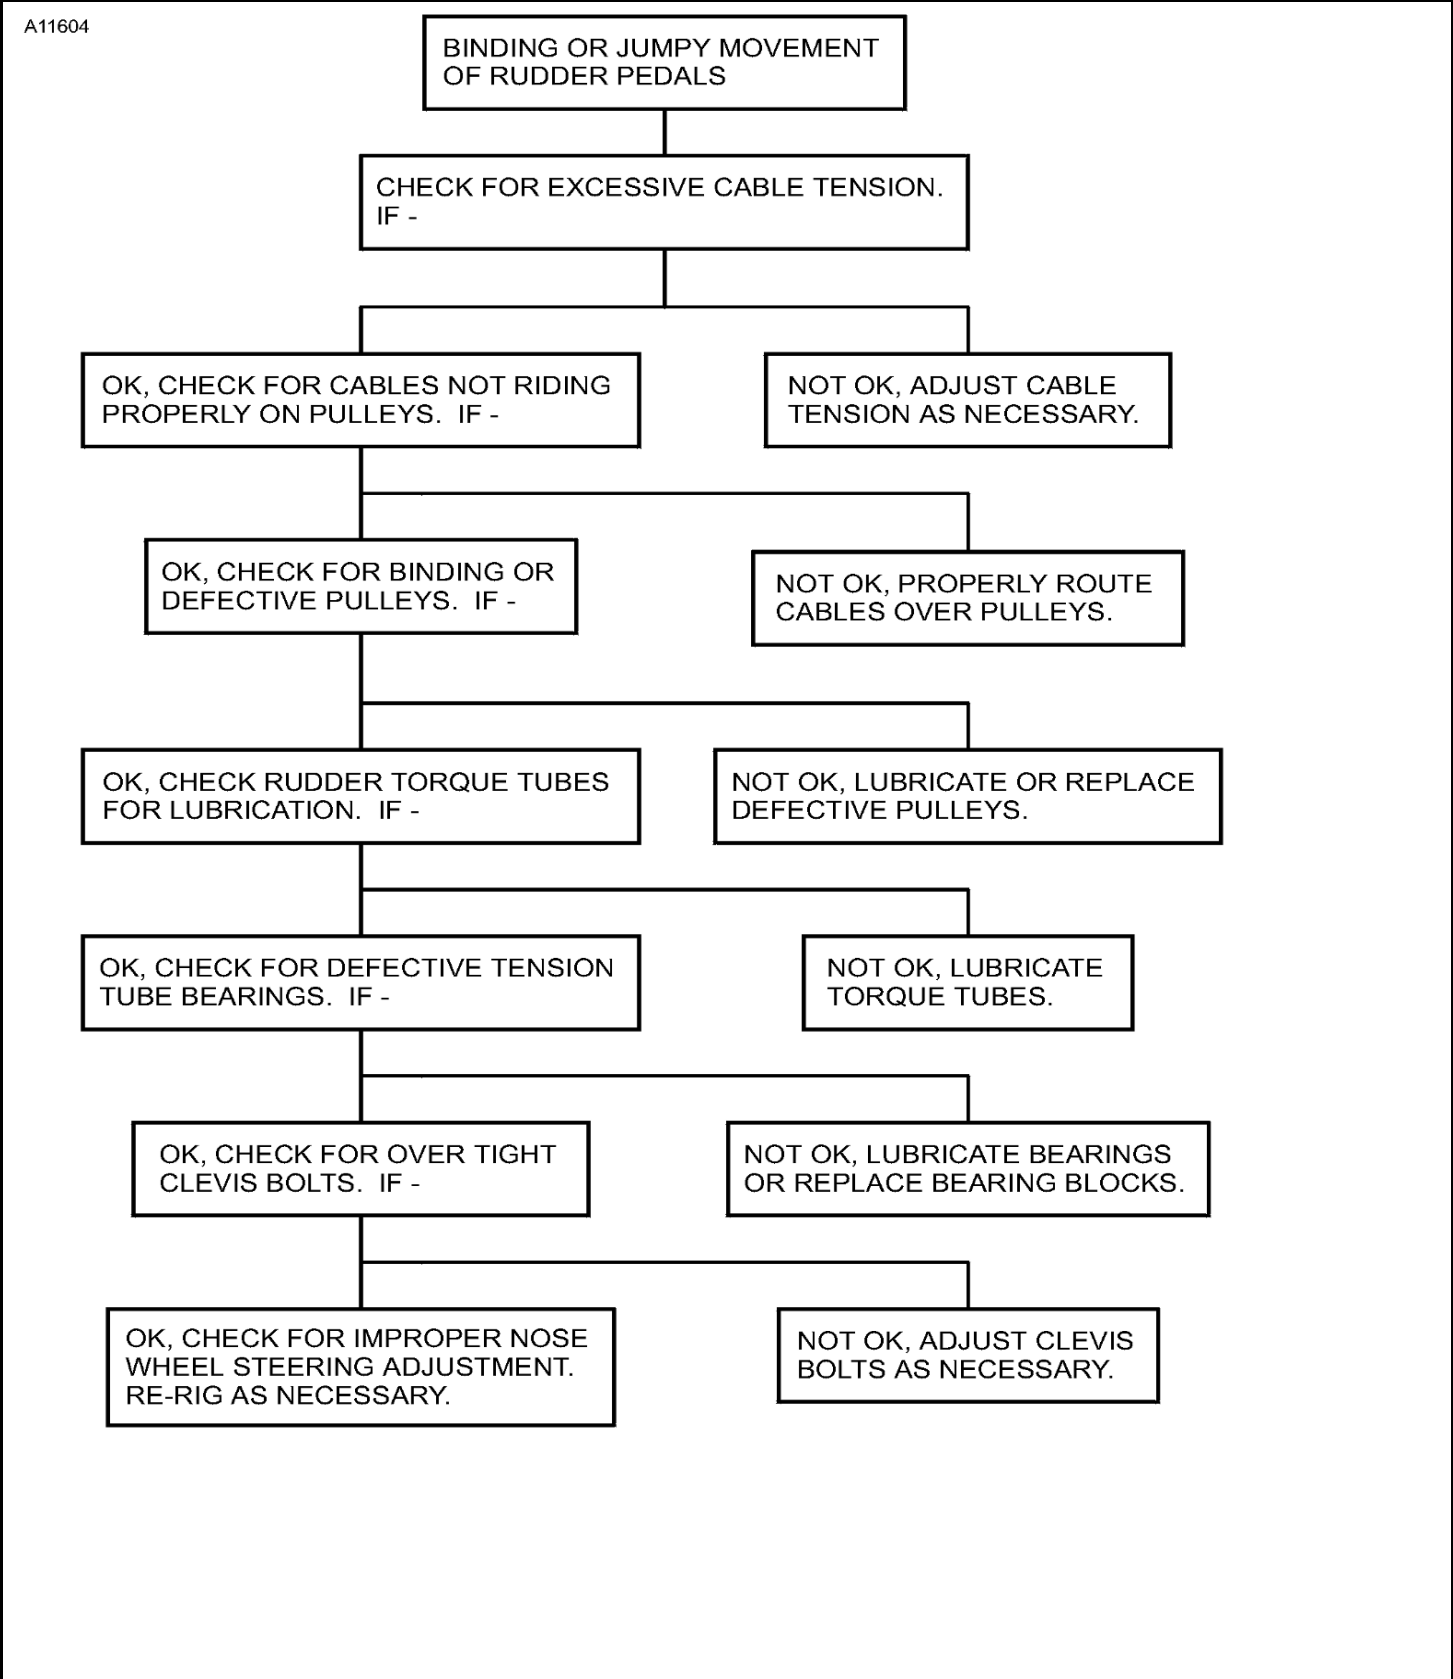 A11604
BINDING OR JUMPY MOVEMENT
OF RUDDER PEDALS
CHECK FOR EXCESSIVE CABLE TENSION.
IF -
OK, CHECK FOR CABLES NOT RIDING
PROPERLY ON PULLEYS.  IF -
NOT OK, ADJUST CABLE
TENSION AS NECESSARY.
OK, CHECK FOR BINDING OR
DEFECTIVE PULLEYS.  IF -
NOT OK, PROPERLY ROUTE
CABLES OVER PULLEYS.
OK, CHECK RUDDER TORQUE TUBES
FOR LUBRICATION.  IF -
NOT OK, LUBRICATE OR REPLACE
DEFECTIVE PULLEYS.
OK, CHECK FOR DEFECTIVE TENSION
TUBE BEARINGS.  IF -
NOT OK, LUBRICATE
TORQUE TUBES.
OK, CHECK FOR OVER TIGHT
CLEVIS BOLTS.  IF -
NOT OK, LUBRICATE BEARINGS
OR REPLACE BEARING BLOCKS.
OK, CHECK FOR IMPROPER NOSE
WHEEL STEERING ADJUSTMENT.
RE-RIG AS NECESSARY.
NOT OK, ADJUST CLEVIS
BOLTS AS NECESSARY.